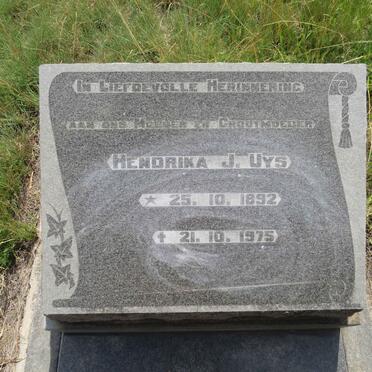 In Liefdevolle Herinnering
aan ons Moeder en Grootmoeder
Hendrika J. Uys
★ 25. 10. 1892
✝ 21. 10. 1975